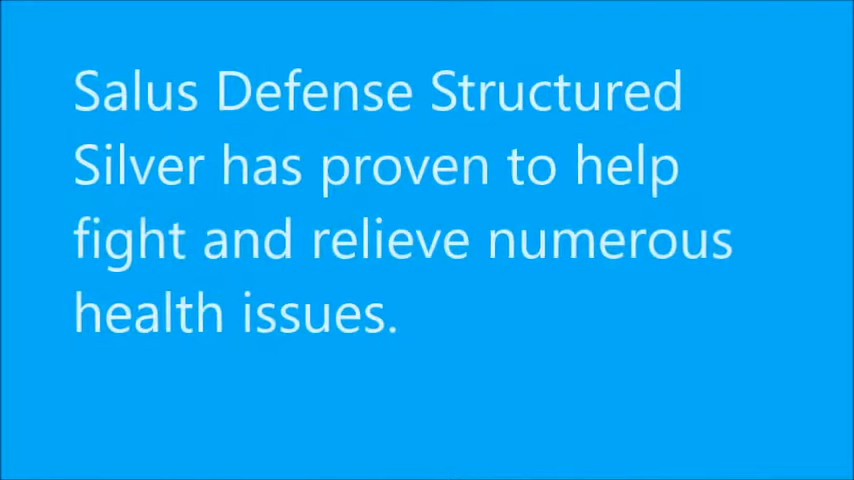 Salus Defense Structured
Silver has proven to help
fight and relieve numerous
health issues.